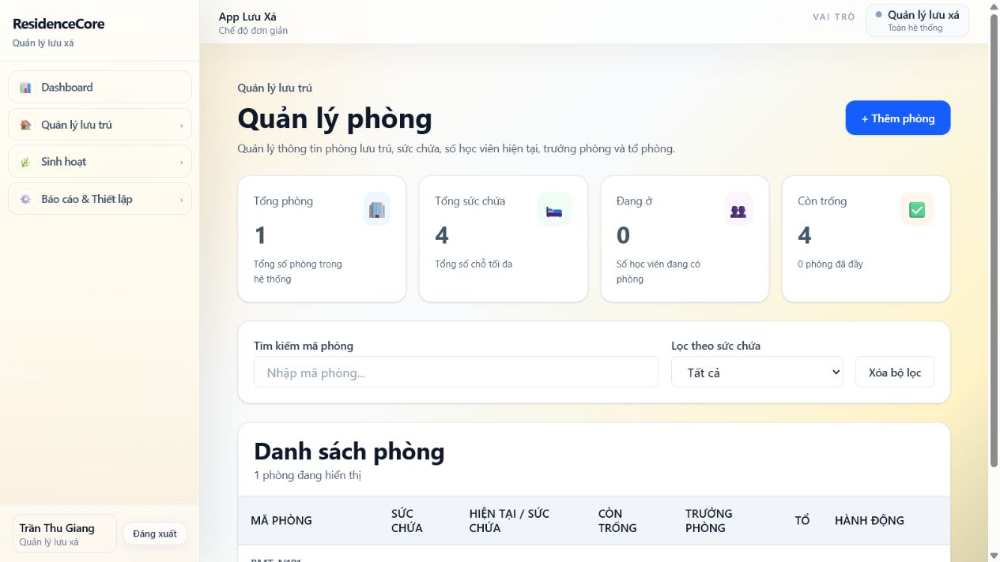 ResidenceCore
Quản lý lưu xá
Dashboard
Quản lý lưu trú
Sinh hoạt
Báo cáo & Thiết lập
Trần Thu Giang
Quản lý lưu xá
Đăng xuất
App Lưu Xá
Chế độ đơn giản
VAI TRÒ
Quản lý lưu xá
Toàn hệ thống
Quản lý lưu trú
Quản lý phòng
+ Thêm phòng
Quản lý thông tin phòng lưu trú, sức chứa, số học viên hiện tại, trưởng phòng và tổ phòng.
Tổng phòng
1
Tổng số phòng trong
hệ thống
Tổng sức chứa
4
Tổng số chỗ tối đa
Đang ở
0
Số học viên đang có
phòng
Còn trống
4
0 phòng đã đầy
Tìm kiếm mã phòng
Nhập mã phòng...
Lọc theo sức chứa
Tất cả
Xóa bộ lọc
Danh sách phòng
1 phòng đang hiển thị
MÃ PHÒNG
SỨC
CHỨA
HIỆN TẠI / SỨC
CHỨA
CÒN
TRỐNG
TRƯỞNG
PHÒNG
TỔ
HÀNH ĐỘNG